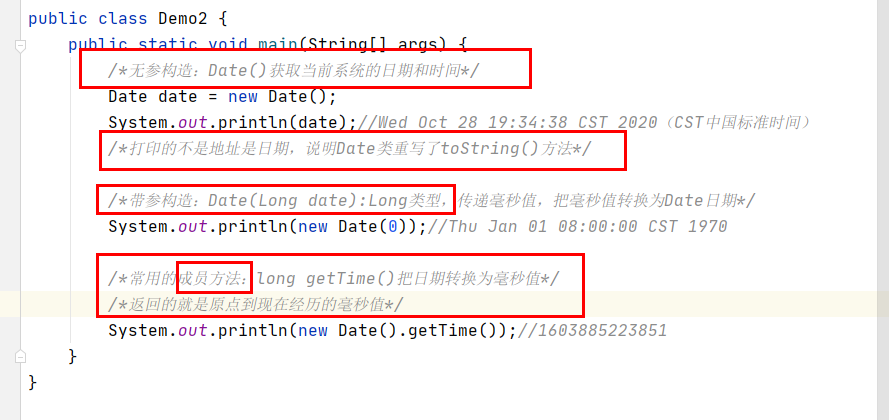 public class Demo2 {
public static void main(String[] args) {
/*无参构造：Date()获取当前系统的日期和时间*/
Date date = new Date();
System.out.println(date);//Wed Oct 28 19:34:38 CST 2020（CST中国标准时间）
/*打印的不是地址是日期，说明Date类重写了toString()方法*/
/*带参构造：Date(Long date):Long类型，传递毫秒值，把毫秒值转换为Date日期*/
System.out.println(new Date(0));//Thu Jan 01 08:00:00 CST 1970
/*常用的成员方法：long getTime()把日期转换为毫秒值*/
/*返回的就是原点到现在经历的毫秒值*/
System.out.println(new Date().getTime());//1603885223851
}
}